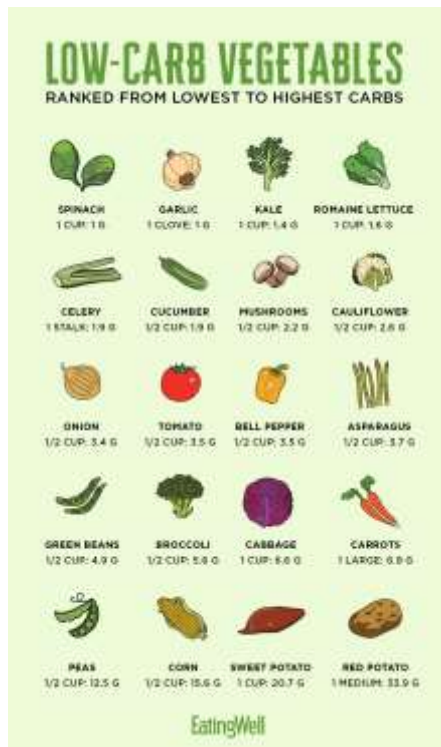 LOW-CARB VEGETABLES
RANKED FROM LOWEST TO HIGHEST CARBS
SPINACH
1 CUP: 1 G
GARLIC
1 CLOVE: 1 G
KALE
1 CUP: 1.4 G
ROMAINE LETTUCE
1 CUP: 1.6 G
CELERY
1 STALK: 1.9 G
CUCUMBER
1/2 CUP: 1.9 G
MUSHROOMS
1/2 CUP: 2.2 G
CAULIFLOWER
1/2 CUP: 2.6 G
ONION
1/2 CUP: 3.4 G
TOMATO
1/2 CUP: 3.5 G
BELL PEPPER
1/2 CUP: 3.5 G
ASPARAGUS
1/2 CUP: 3.7 G
GREEN BEANS
1/2 CUP: 4.9 G
BROCCOLI
1/2 CUP: 5.6 G
CABBAGE
1 CUP: 6.6 G
CARROTS
1 LARGE: 6.9 G
PEAS
1/2 CUP: 12.5 G
CORN
1/2 CUP: 15.6 G
SWEET POTATO
1 CUP: 20.7 G
RED POTATO
1 MEDIUM: 33.9 G
EatingWell